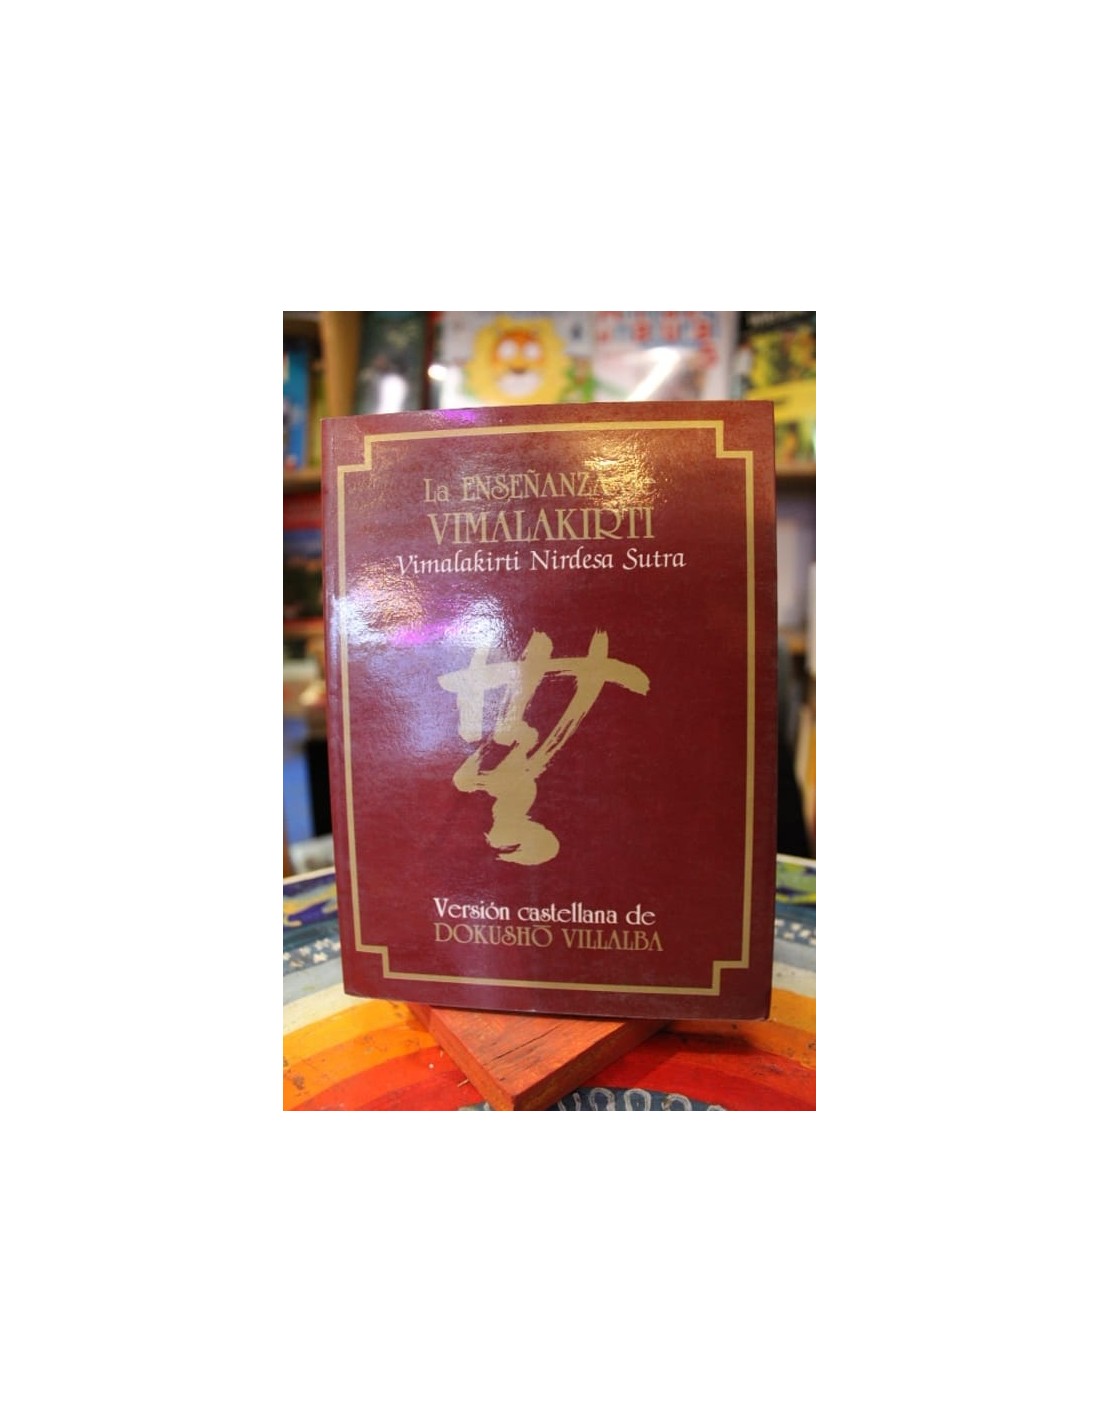 La ENSEÑANZA de
VIMALAKIRTI
Vimalakirti Nirdesa Sutra
Versión castellana de
DOKUSHŌ VILLALBA